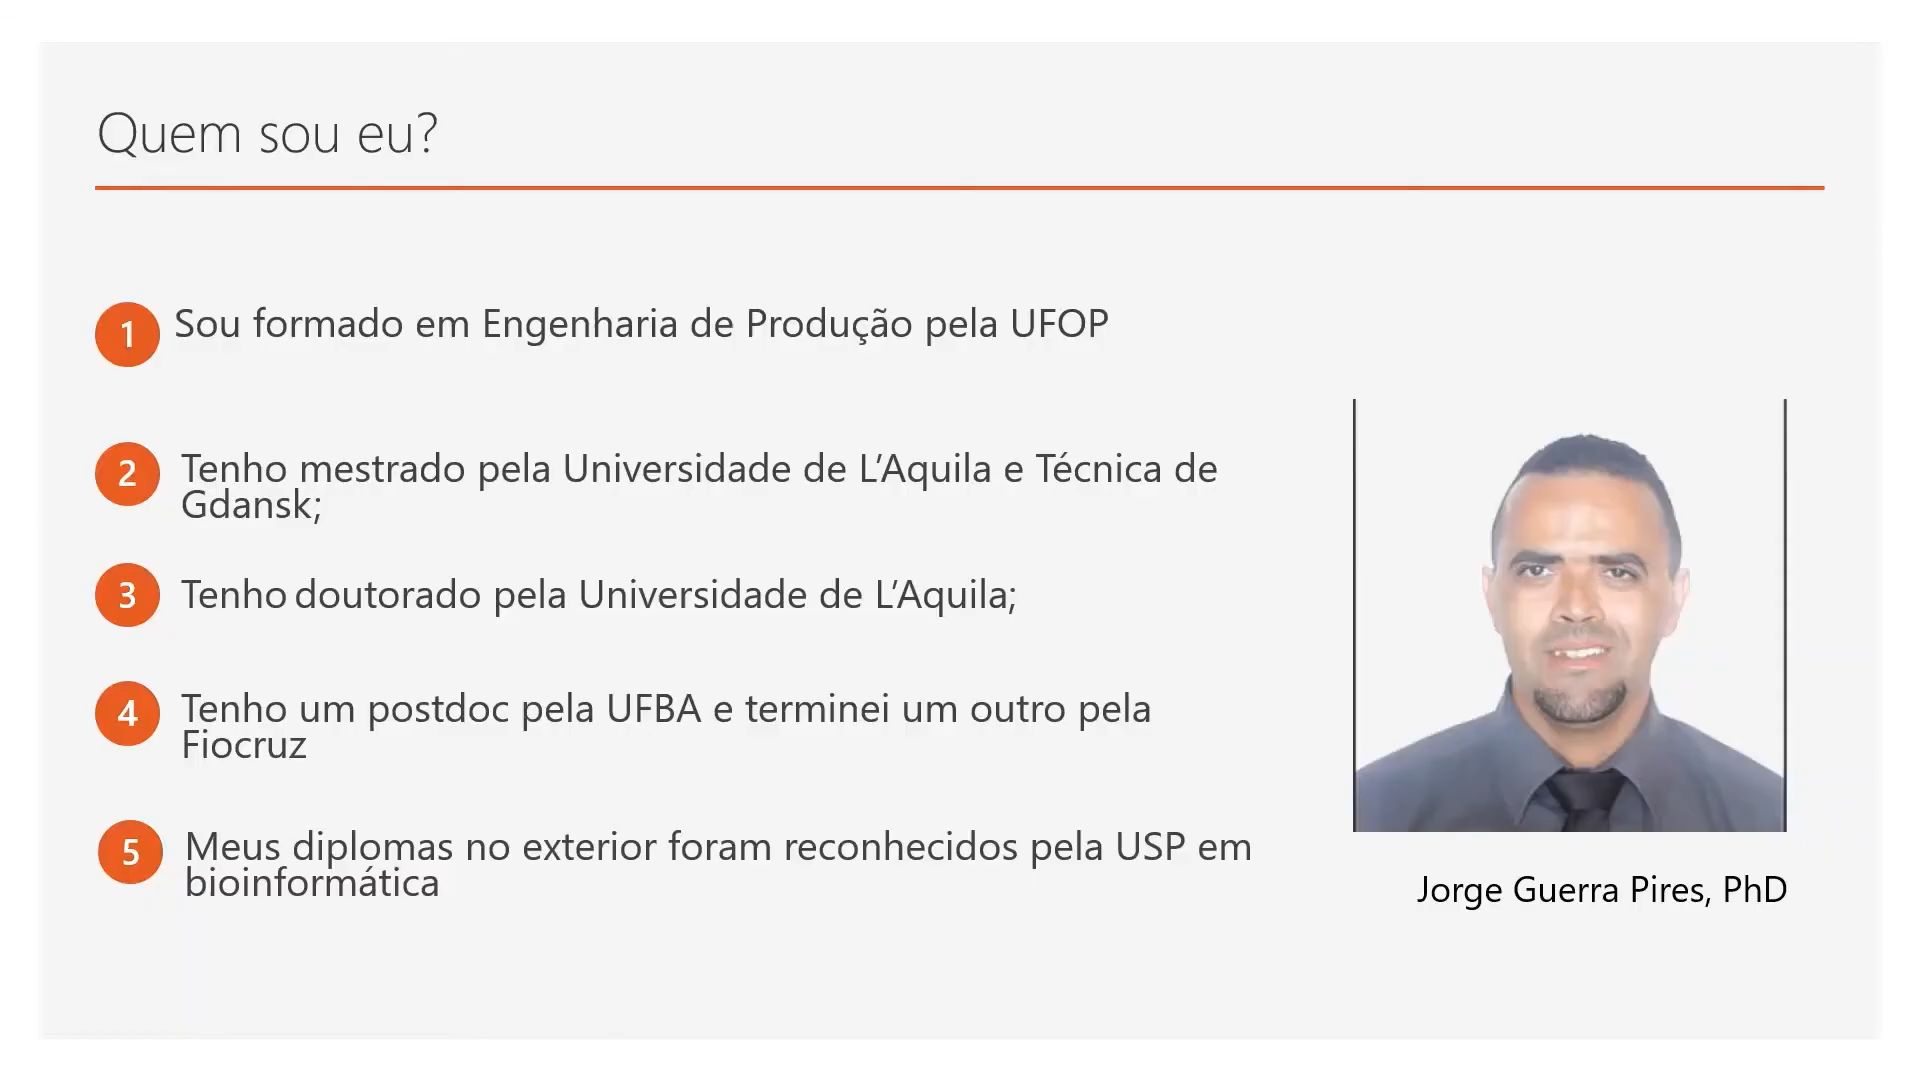 Quem sou eu?
1 Sou formado em Engenharia de Produção pela UFOP
2 Tenho mestrado pela Universidade de L’Aquila e Técnica de
Gdansk;
3 Tenho doutorado pela Universidade de L’Aquila;
4 Tenho um postdoc pela UFBA e terminei um outro pela
Fiocruz
5 Meus diplomas no exterior foram reconhecidos pela USP em
bioinformática
Jorge Guerra Pires, PhD